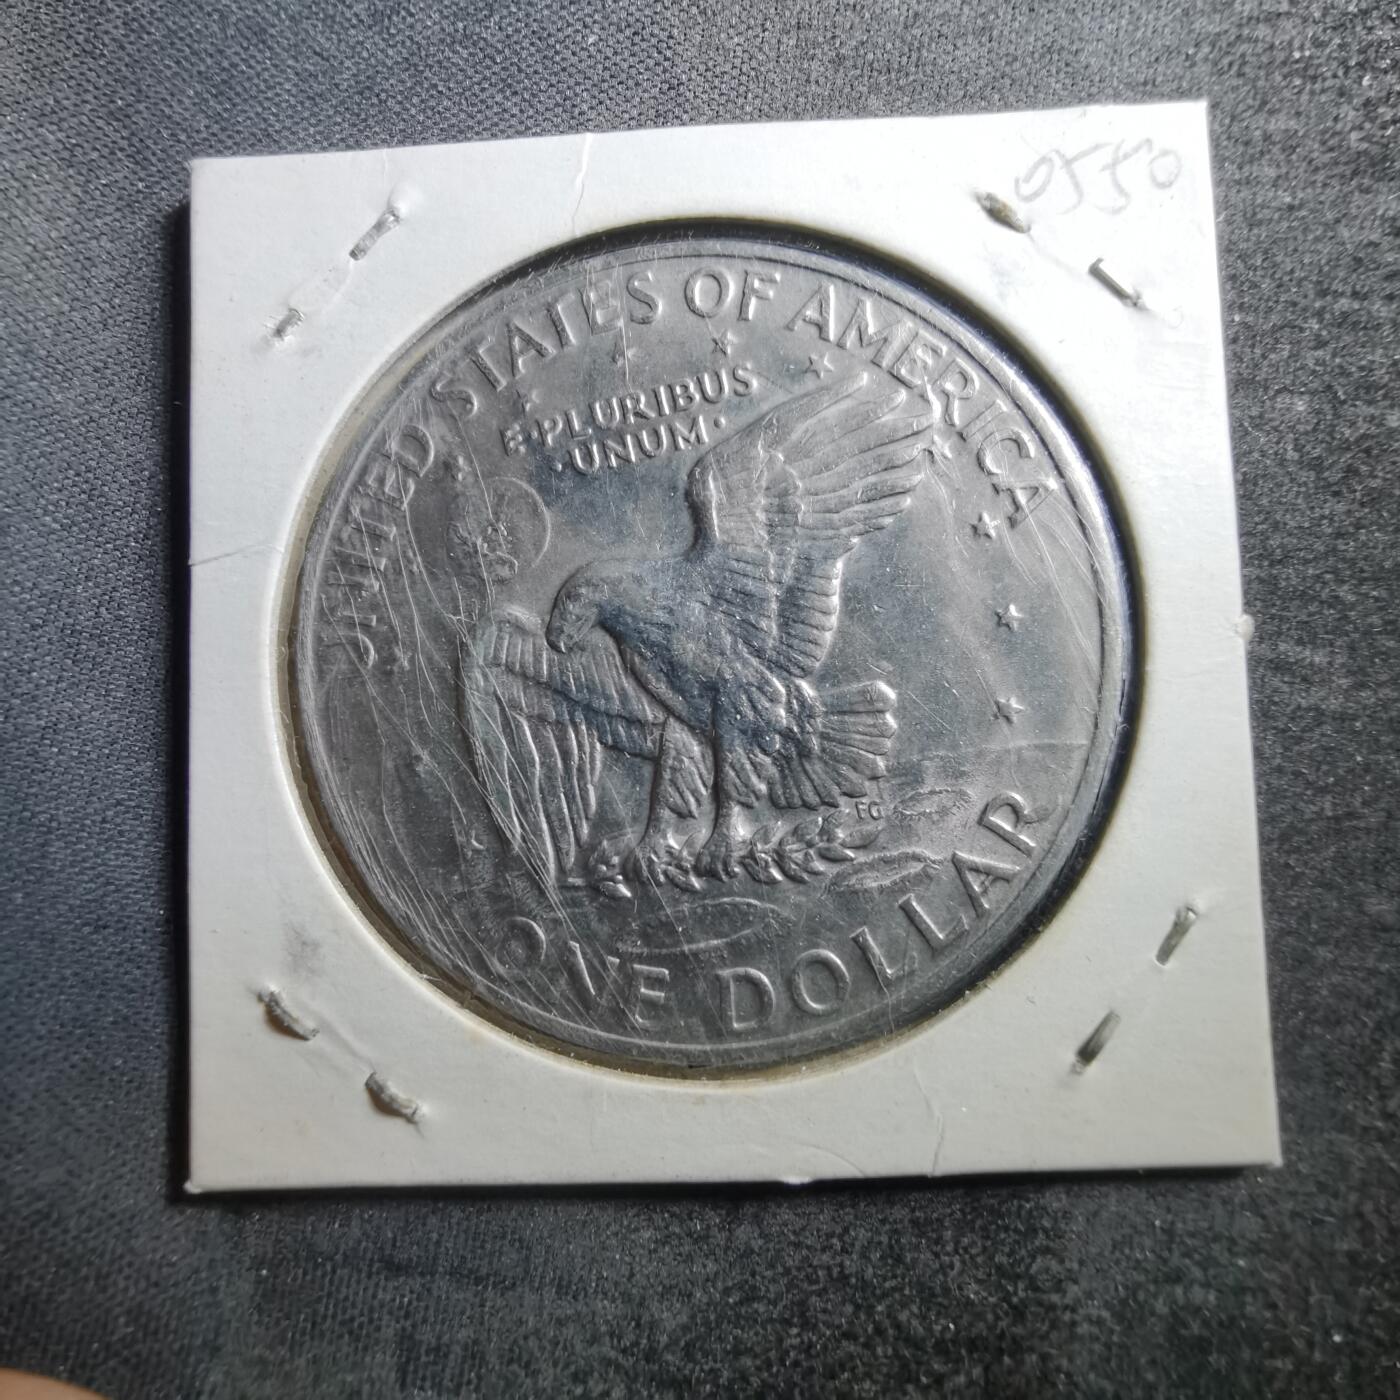 0550
UNITED STATES OF AMERICA
E·PLURIBUS
·UNUM·
FG
ONE DOLLAR